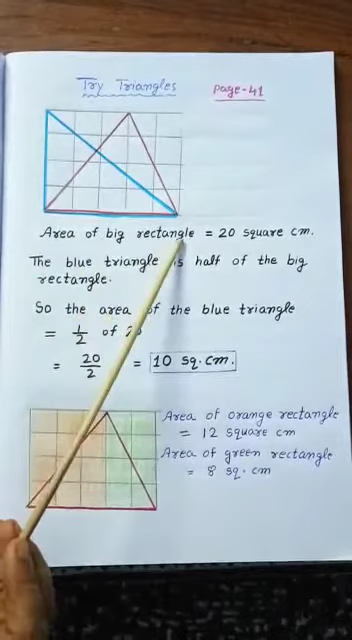 Try Triangles
Page-41
Area of big rectangle = 20 square cm.
The blue triangle is half of the big
rectangle.
So the area of the blue triangle
= 1/2 of
= 20/2 = 10 sq.cm.
Area of orange rectangle
= 12 square cm
Area of green rectangle
= 8 sq.cm